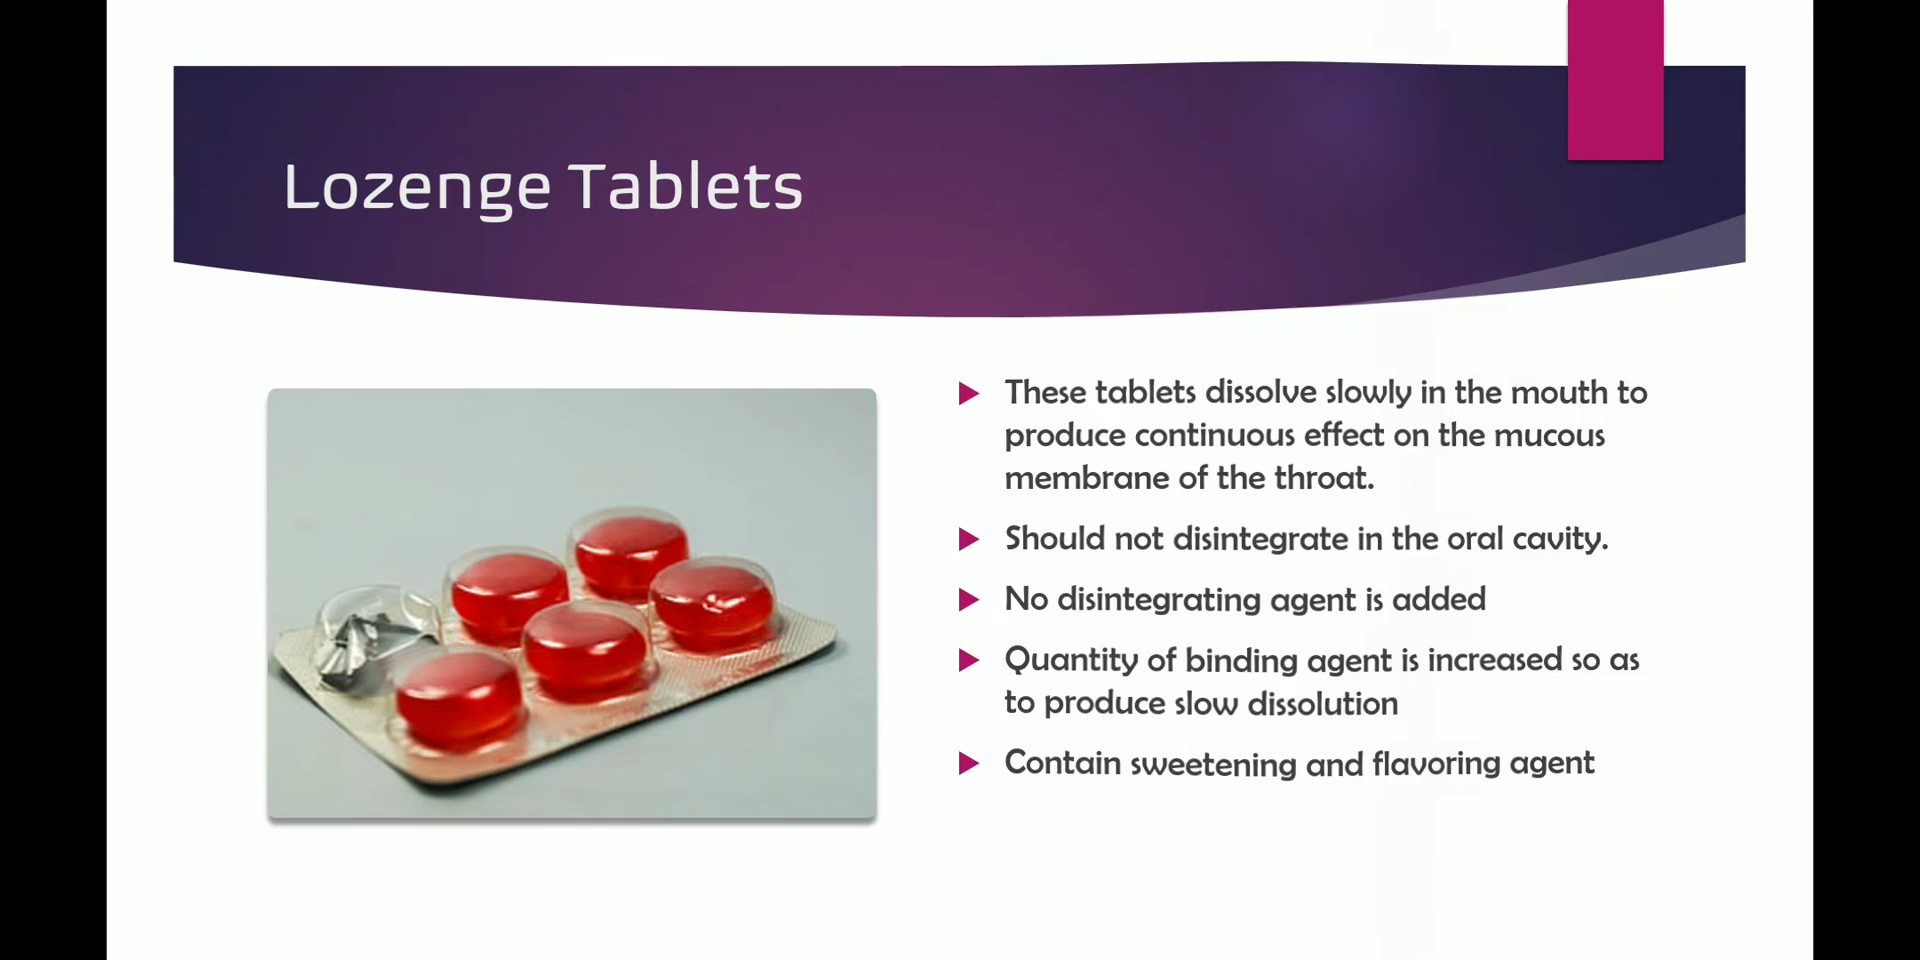 Lozenge Tablets
These tablets dissolve slowly in the mouth to
produce continuous effect on the mucous
membrane of the throat.
Should not disintegrate in the oral cavity.
No disintegrating agent is added
Quantity of binding agent is increased so as
to produce slow dissolution
Contain sweetening and flavoring agent